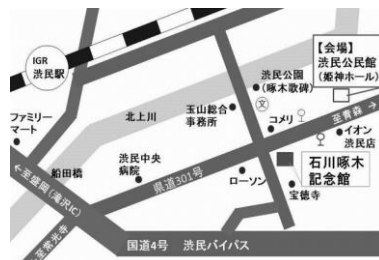 IGR
渋民駅
【会場】
渋民公民館
(姫神ホール)
渋民公園
(啄木歌碑)
至青森→
ファミリー
マート
北上川
玉山総合
事務所
文
コメリ
イオン
渋民店
船田橋
渋民中央
病院
県道301号
ローソン
石川啄木
記念館
宝徳寺
←至盛岡(滝沢IC)
国道4号 渋民バイパス